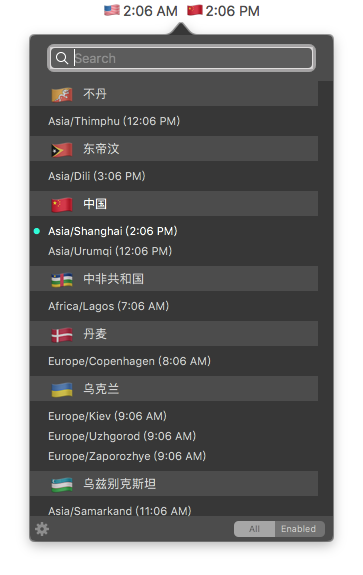 2:06 AM 2:06 PM
Search
不丹
Asia/Thimphu (12:06 PM)
东帝汶
Asia/Dili (3:06 PM)
中国
Asia/Shanghai (2:06 PM)
Asia/Urumqi (12:06 PM)
中非共和国
Africa/Lagos (7:06 AM)
丹麦
Europe/Copenhagen (8:06 AM)
乌克兰
Europe/Kiev (9:06 AM)
Europe/Uzhgorod (9:06 AM)
Europe/Zaporozhye (9:06 AM)
乌兹别克斯坦
Asia/Samarkand (11:06 AM)
All Enabled